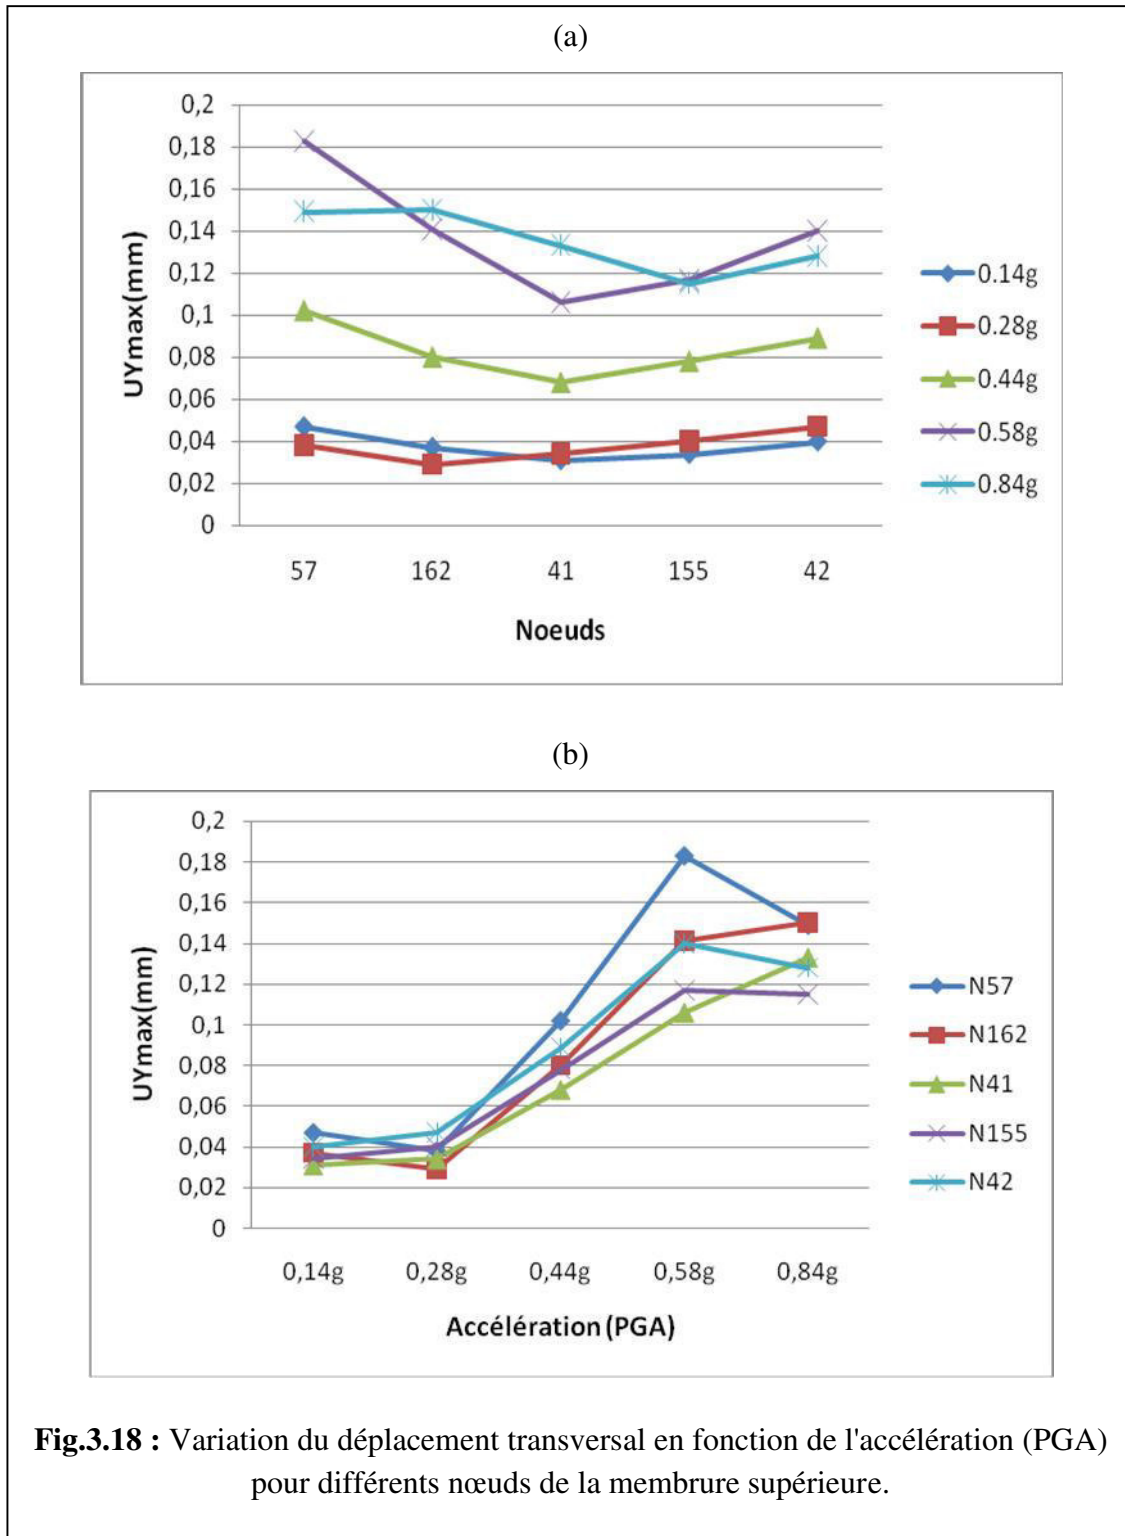 (a)
0,2
0,18
0,16
0,14
0,12
0,1
0,08
0,06
0,04
0,02
0
UYmax(mm)
57 162 41 155 42
Noeuds
0.14g
0.28g
0.44g
0.58g
0.84g
(b)
0,2
0,18
0,16
0,14
0,12
0,1
0,08
0,06
0,04
0,02
0
UYmax(mm)
0,14g 0,28g 0,44g 0,58g 0,84g
Accélération (PGA)
N57
N162
N41
N155
N42
Fig.3.18 : Variation du déplacement transversal en fonction de l'accélération (PGA)
pour différents nœuds de la membrure supérieure.